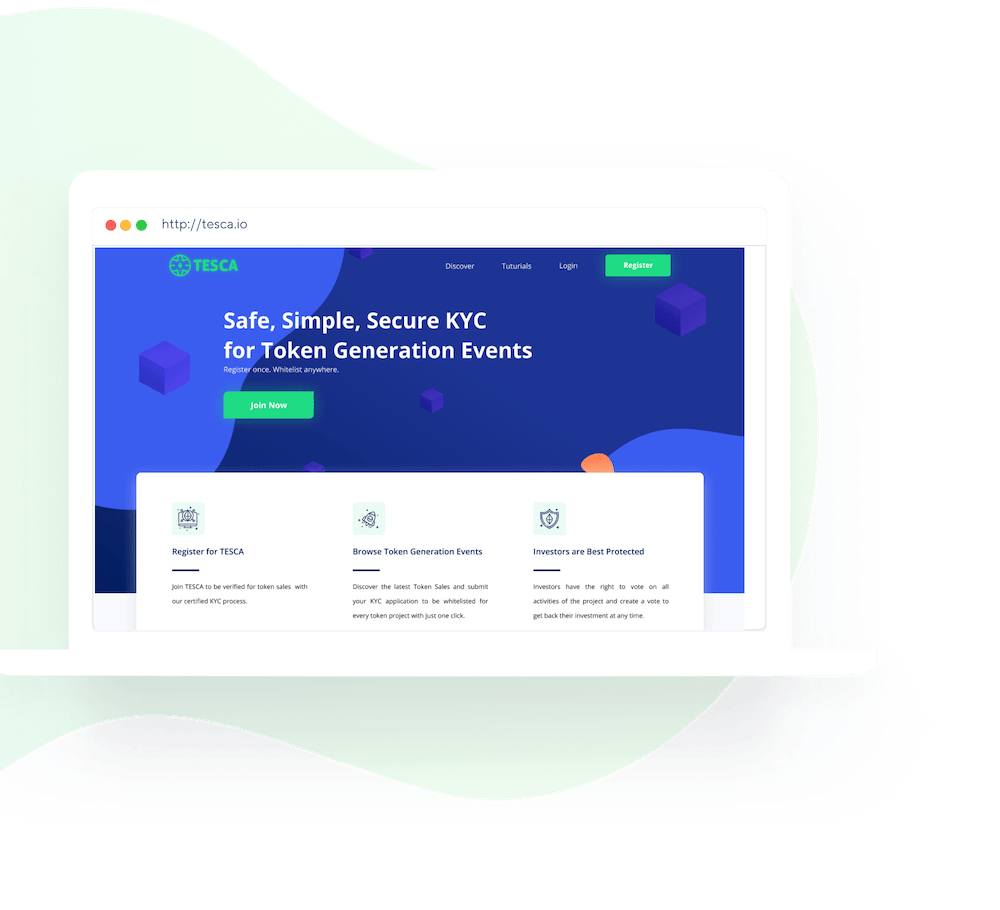 http://tesca.io
TESCA
Discover
Tuturials
Login
Register
Safe, Simple, Secure KYC
for Token Generation Events
Register once. Whitelist anywhere.
Join Now
Register for TESCA
Join TESCA to be verified for token sales with
our certified KYC process.
Browse Token Generation Events
Discover the latest Token Sales and submit
your KYC application to be whitelisted for
every token project with just one click.
Investors are Best Protected
Investors have the right to vote on all
activities of the project and create a vote to
get back their investment at any time.